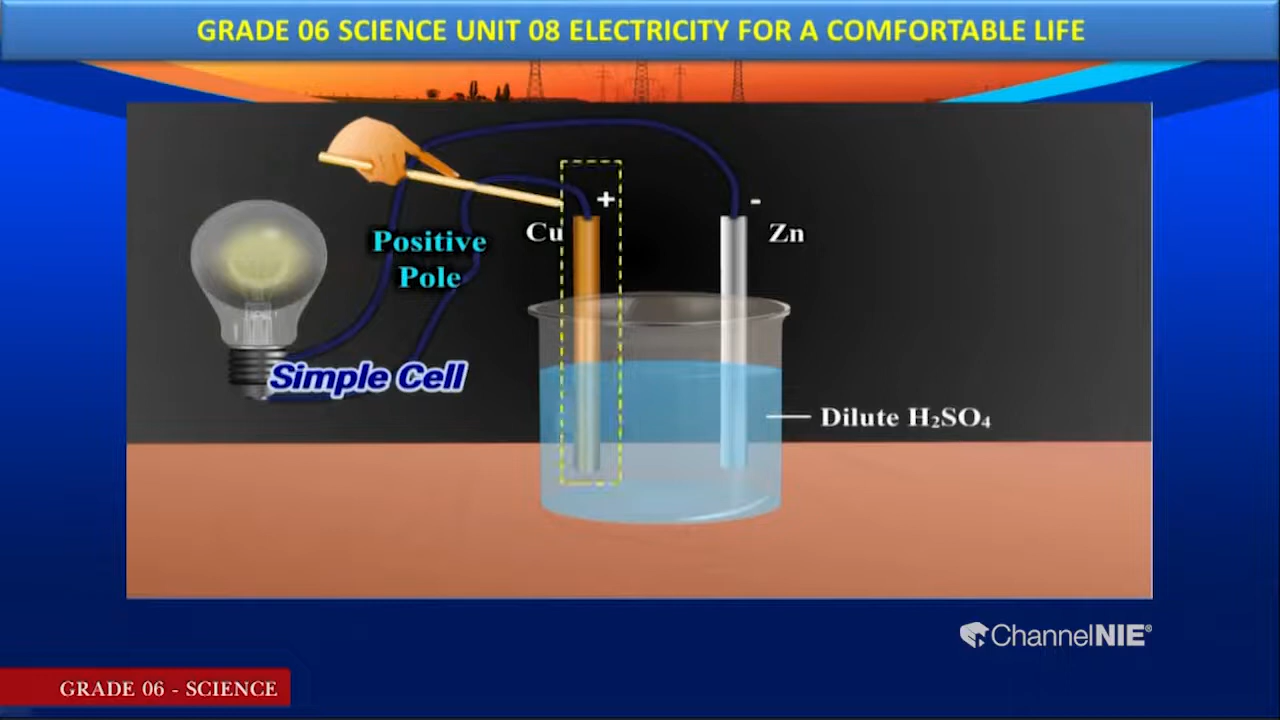 GRADE 06 SCIENCE UNIT 08 ELECTRICITY FOR A COMFORTABLE LIFE
+
-
Cu
Zn
Positive
Pole
Simple Cell
Dilute H₂SO₄
ChannelNIE®
GRADE 06 - SCIENCE